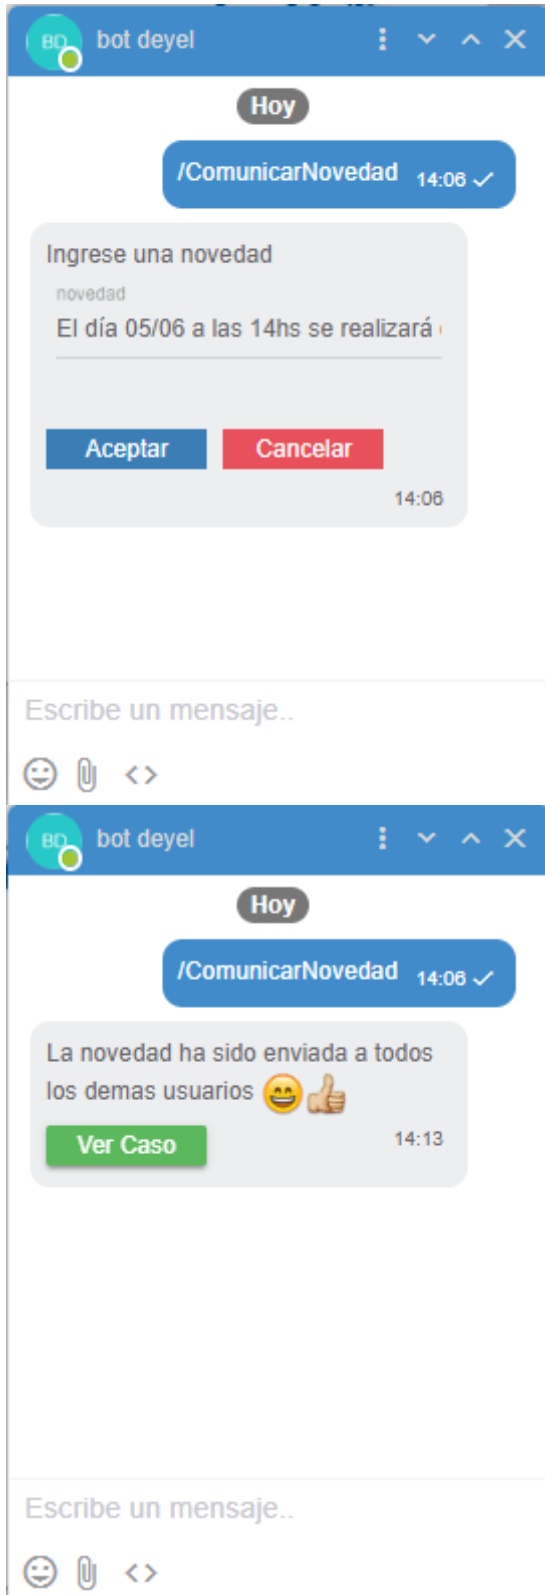 BD bot deyel
Hoy
/ComunicarNovedad 14:06
Ingrese una novedad
novedad
El día 05/06 a las 14hs se realizará
Aceptar Cancelar
14:06
Escribe un mensaje..
BD bot deyel
Hoy
/ComunicarNovedad 14:06
La novedad ha sido enviada a todos
los demas usuarios 😄👍
Ver Caso 14:13
Escribe un mensaje..